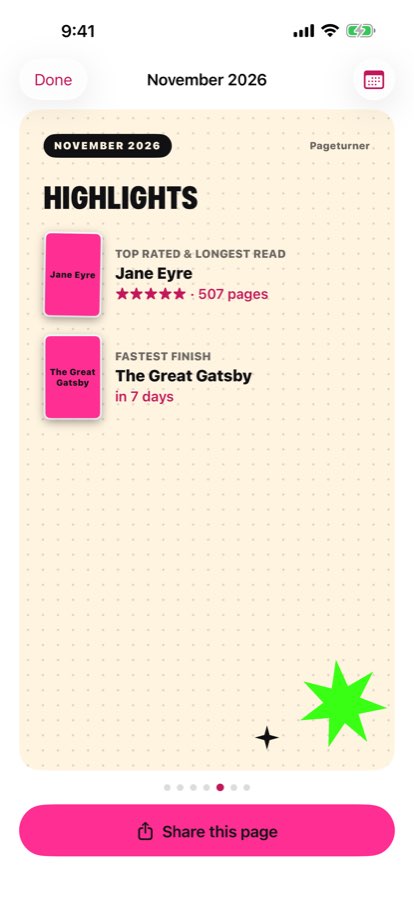 9:41
Done
November 2026
NOVEMBER 2026
Pageturner
HIGHLIGHTS
Jane Eyre
TOP RATED & LONGEST READ
Jane Eyre
★★★★★ · 507 pages
The Great
Gatsby
FASTEST FINISH
The Great Gatsby
in 7 days
Share this page